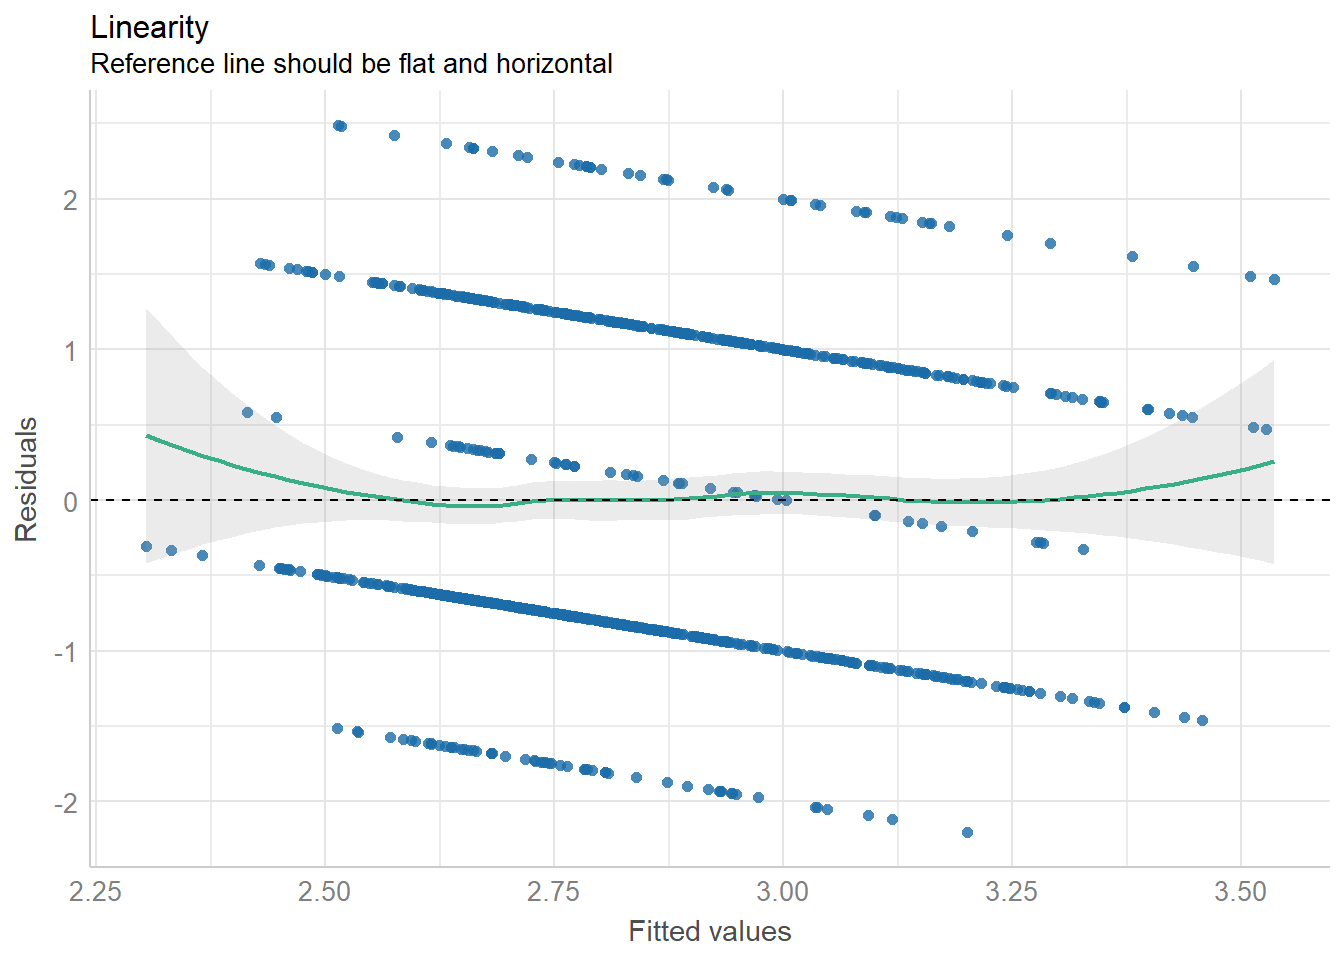 Linearity
Reference line should be flat and horizontal
2
1
0
-1
-2
Residuals
2.25 2.50 2.75 3.00 3.25 3.50
Fitted values